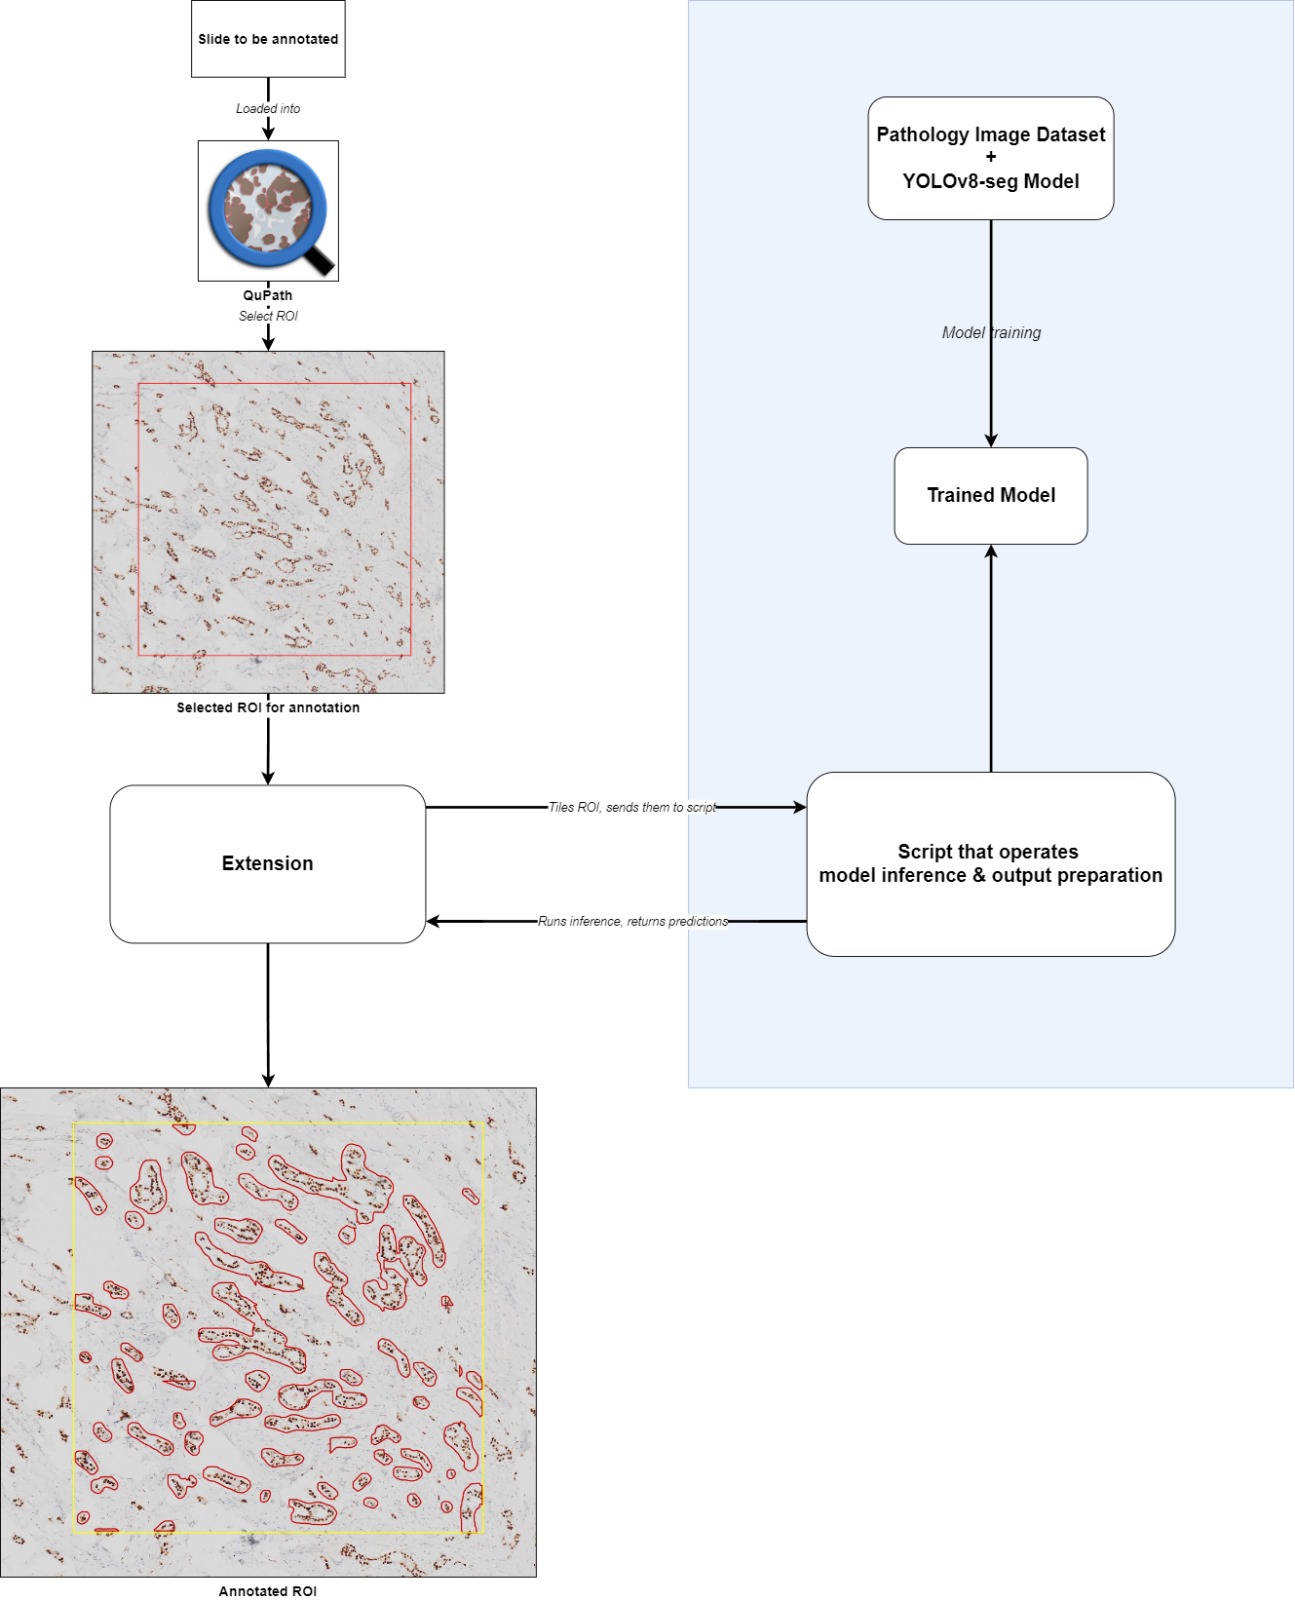 Slide to be annotated
Loaded into
QuPath
Select ROI
Selected ROI for annotation
Extension
Tiles ROI, sends them to script
Runs inference, returns predictions
Annotated ROI
Pathology Image Dataset
+
YOLOv8-seg Model
Model training
Trained Model
Script that operates
model inference & output preparation